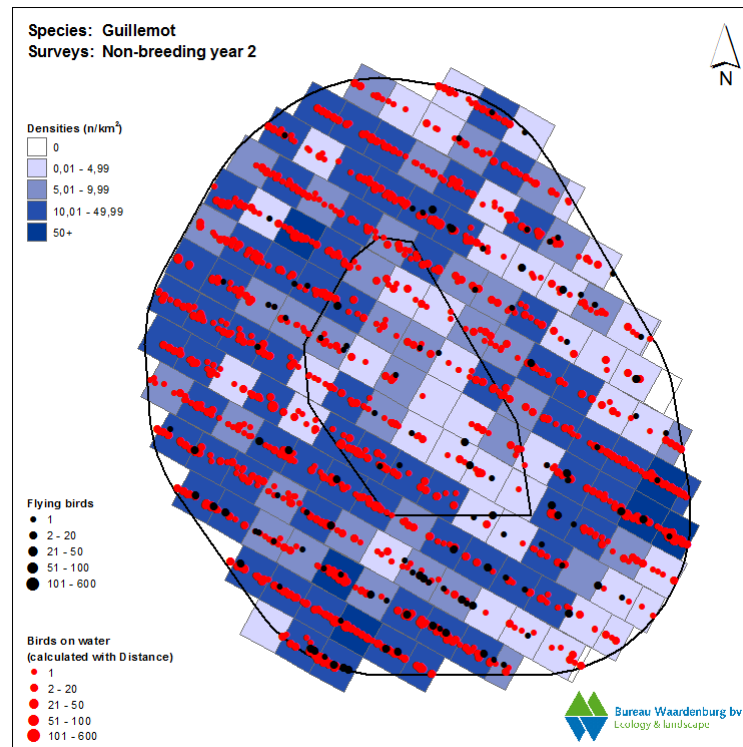 Species: Guillemot
Surveys: Non-breeding year 2
N
Densities (n/km²)
0
0,01 - 4,99
5,01 - 9,99
10,01 - 49,99
50+
Flying birds
1
2 - 20
21 - 50
51 - 100
101 - 600
Birds on water
(calculated with Distance)
1
2 - 20
21 - 50
51 - 100
101 - 600
Bureau Waardenburg bv
Ecology & landscape